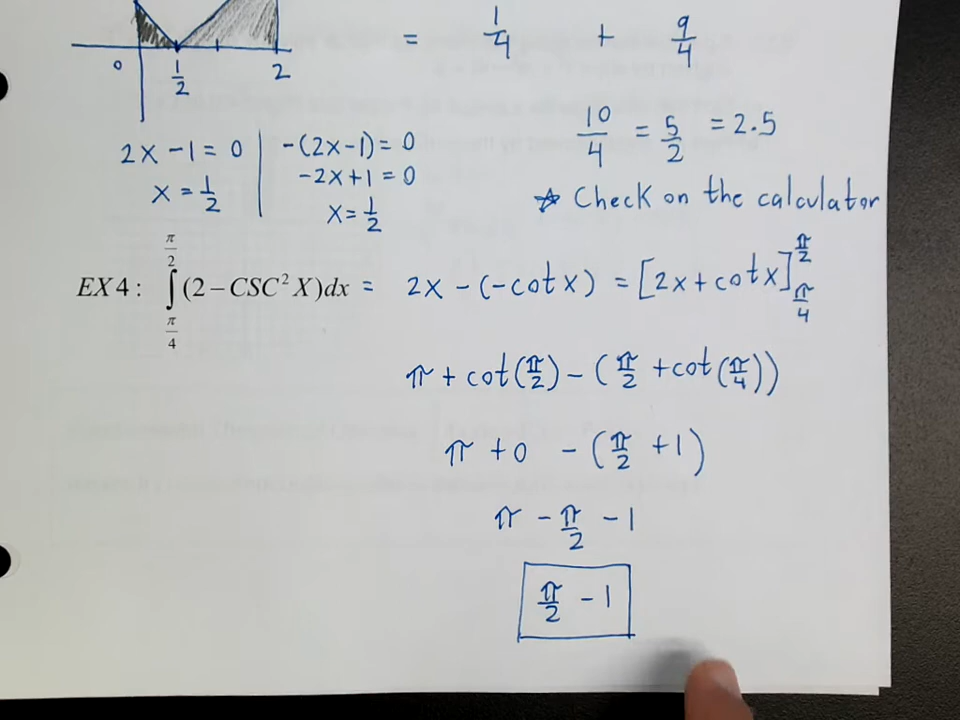 = 1/4 + 9/4
0 1/2 2
10/4 = 5/2 = 2.5
2x - 1 = 0 | -(2x-1) = 0
x = 1/2 | -2x+1 = 0
x = 1/2
☆ Check on the calculator
EX4: ∫_{π/4}^{π/2} (2 - CSC² X)dx = 2x - (-cot x) = [2x + cot x]_{π/4}^{π/2}
π + cot(π/2) - (π/2 + cot(π/4))
π + 0 - (π/2 + 1)
π - π/2 - 1
π/2 - 1